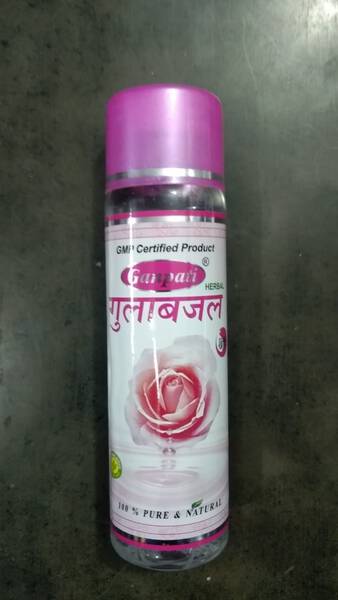 GMP Certified Product
Ganpati®
HERBAL
गुलाबजल
100 % PURE & NATURAL